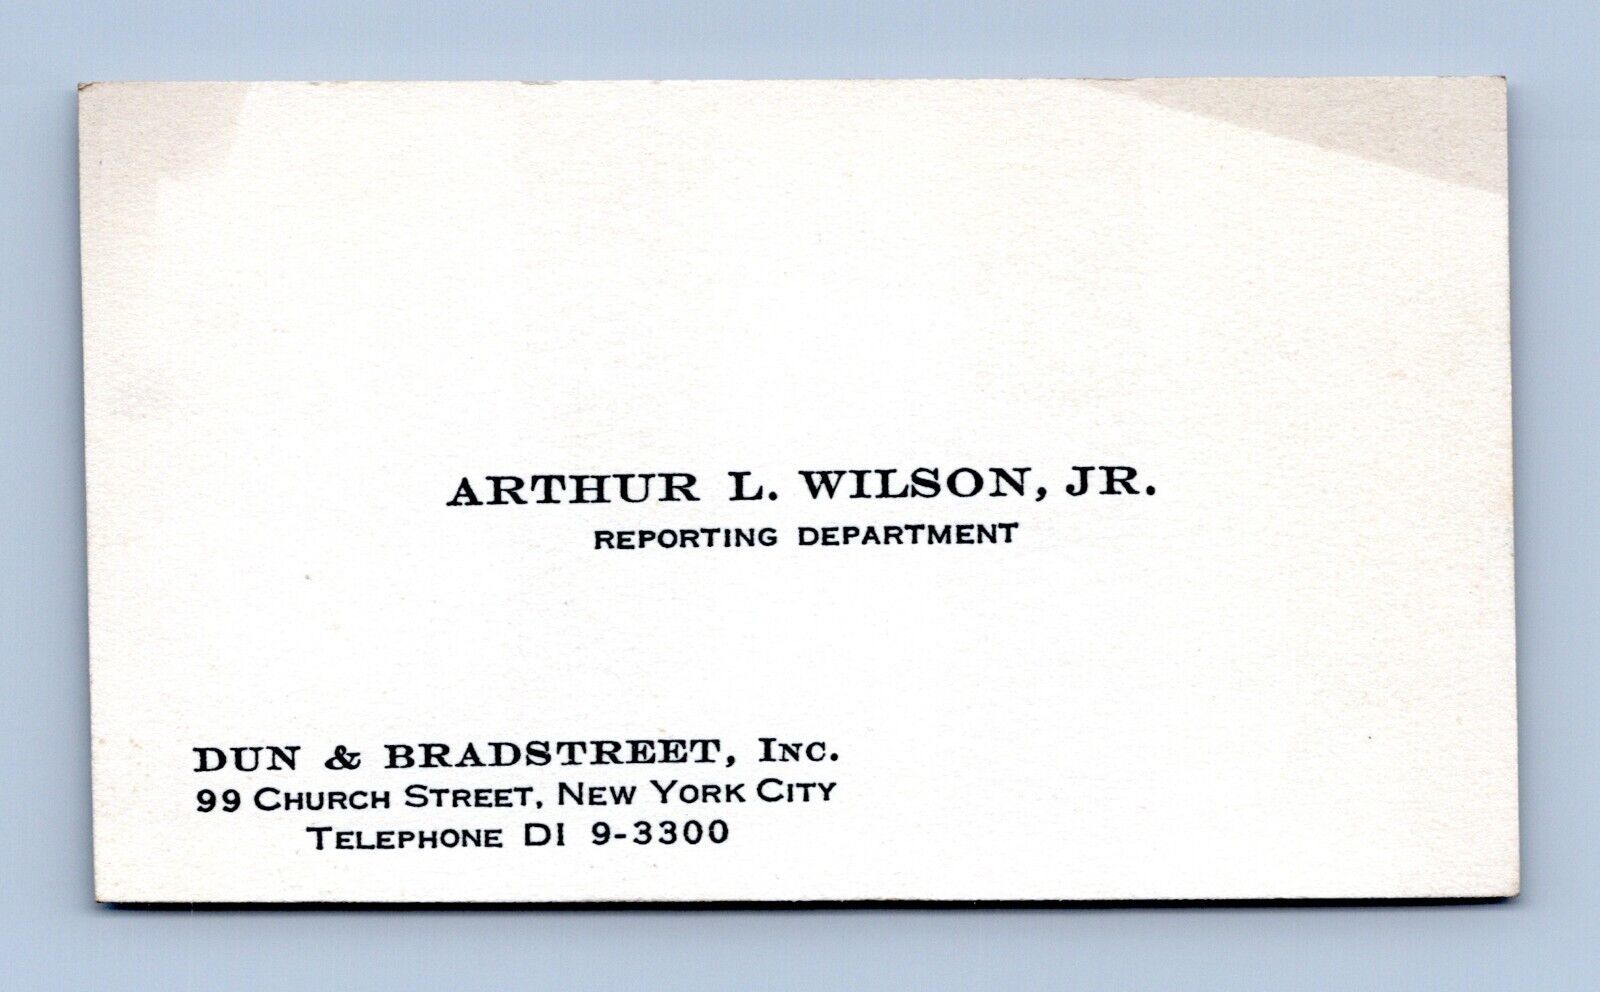 ARTHUR L. WILSON, JR.
REPORTING DEPARTMENT
DUN & BRADSTREET, INC.
99 CHURCH STREET, NEW YORK CITY
TELEPHONE DI 9-3300